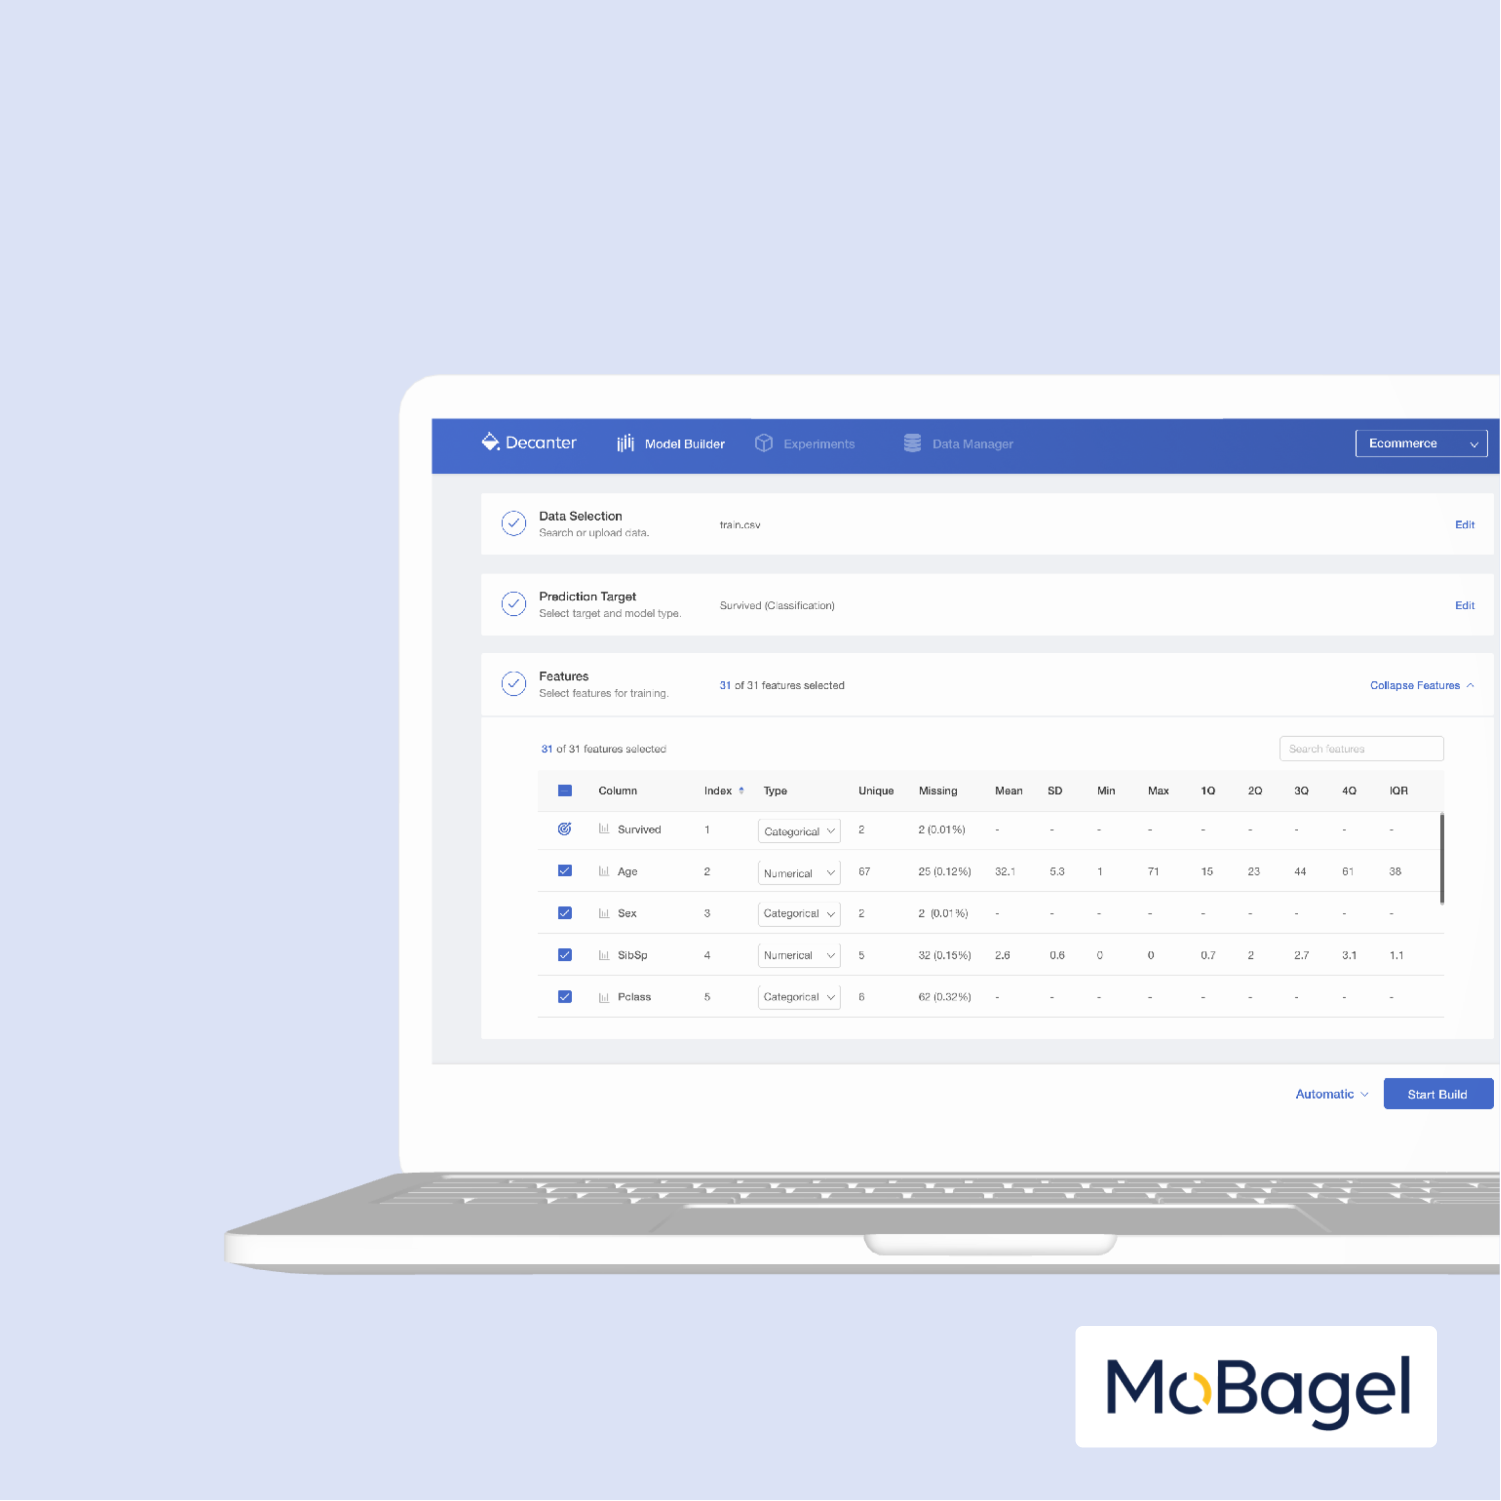 Decanter Model Builder Experiments Data Manager Ecommerce
Data Selection
Search or upload data.
train.csv
Edit
Prediction Target
Select target and model type.
Survived (Classification)
Edit
Features
Select features for training.
31 of 31 features selected
Collapse Features
31 of 31 features selected
Search features
Column Index Type Unique Missing Mean SD Min Max 1Q 2Q 3Q 4Q IQR
Survived 1 Categorical 2 2 (0.01%) - - - - - - - - -
Age 2 Numerical 67 25 (0.12%) 32.1 5.3 1 71 15 23 44 61 38
Sex 3 Categorical 2 2 (0.01%) - - - - - - - - -
SibSp 4 Numerical 5 32 (0.15%) 2.6 0.6 0 0 0.7 2 2.7 3.1 1.1
Pclass 5 Categorical 62 (0.32%) - - - - - - - - -
Automatic Start Build
MoBagel